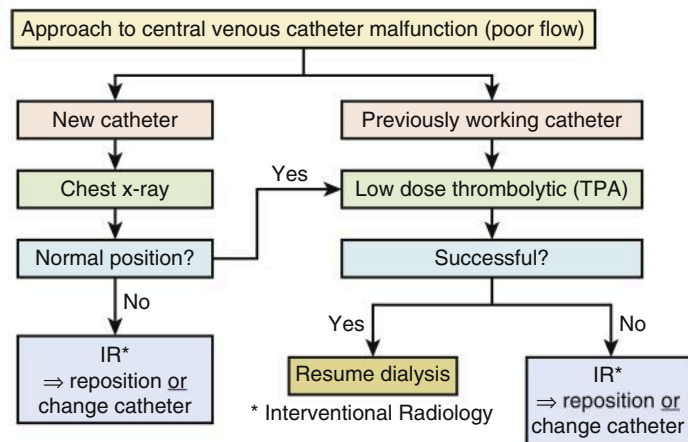 Approach to central venous catheter malfunction (poor flow)
New catheter
Previously working catheter
Chest x-ray
Yes
Low dose thrombolytic (TPA)
Normal position?
Successful?
No
Yes
No
IR*
⇒ reposition or
change catheter
Resume dialysis
IR*
⇒ reposition or
change catheter
* Interventional Radiology